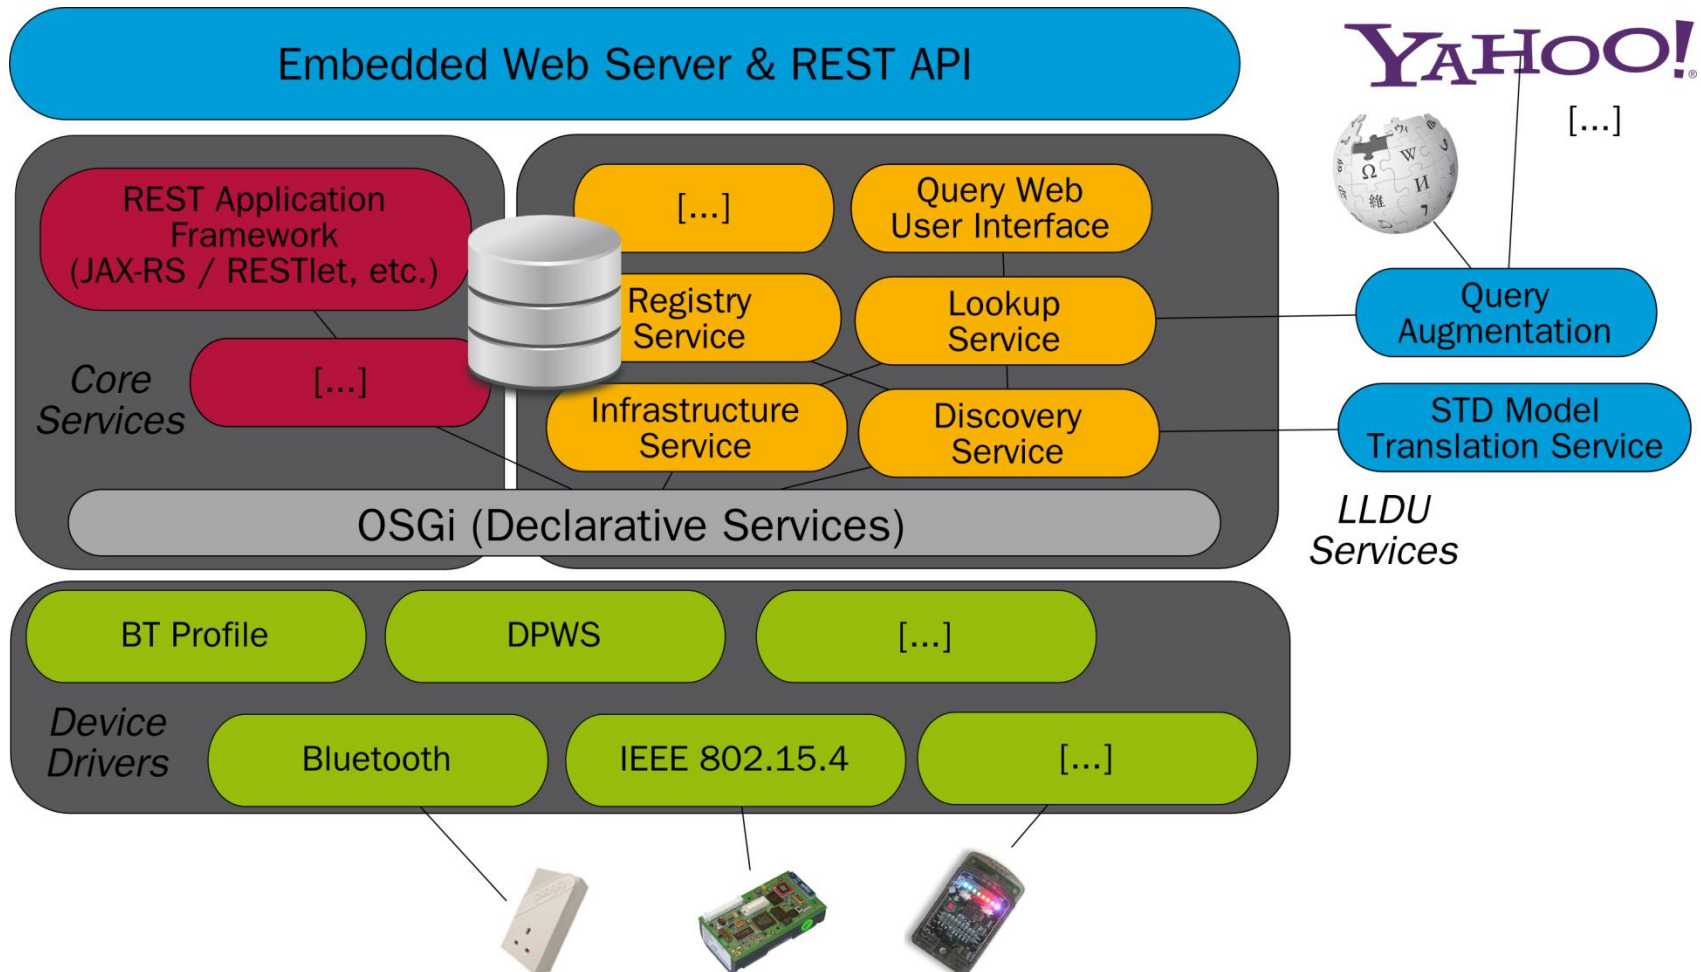 Embedded Web Server & REST API
YAHOO!
[...]
REST Application
Framework
(JAX-RS / RESTlet, etc.)
[...]
Query Web
User Interface
Registry
Service
Lookup
Service
Query
Augmentation
Core
Services
[...]
Infrastructure
Service
Discovery
Service
STD Model
Translation Service
OSGi (Declarative Services)
LLDU
Services
BT Profile
DPWS
[...]
Device
Drivers
Bluetooth
IEEE 802.15.4
[...]